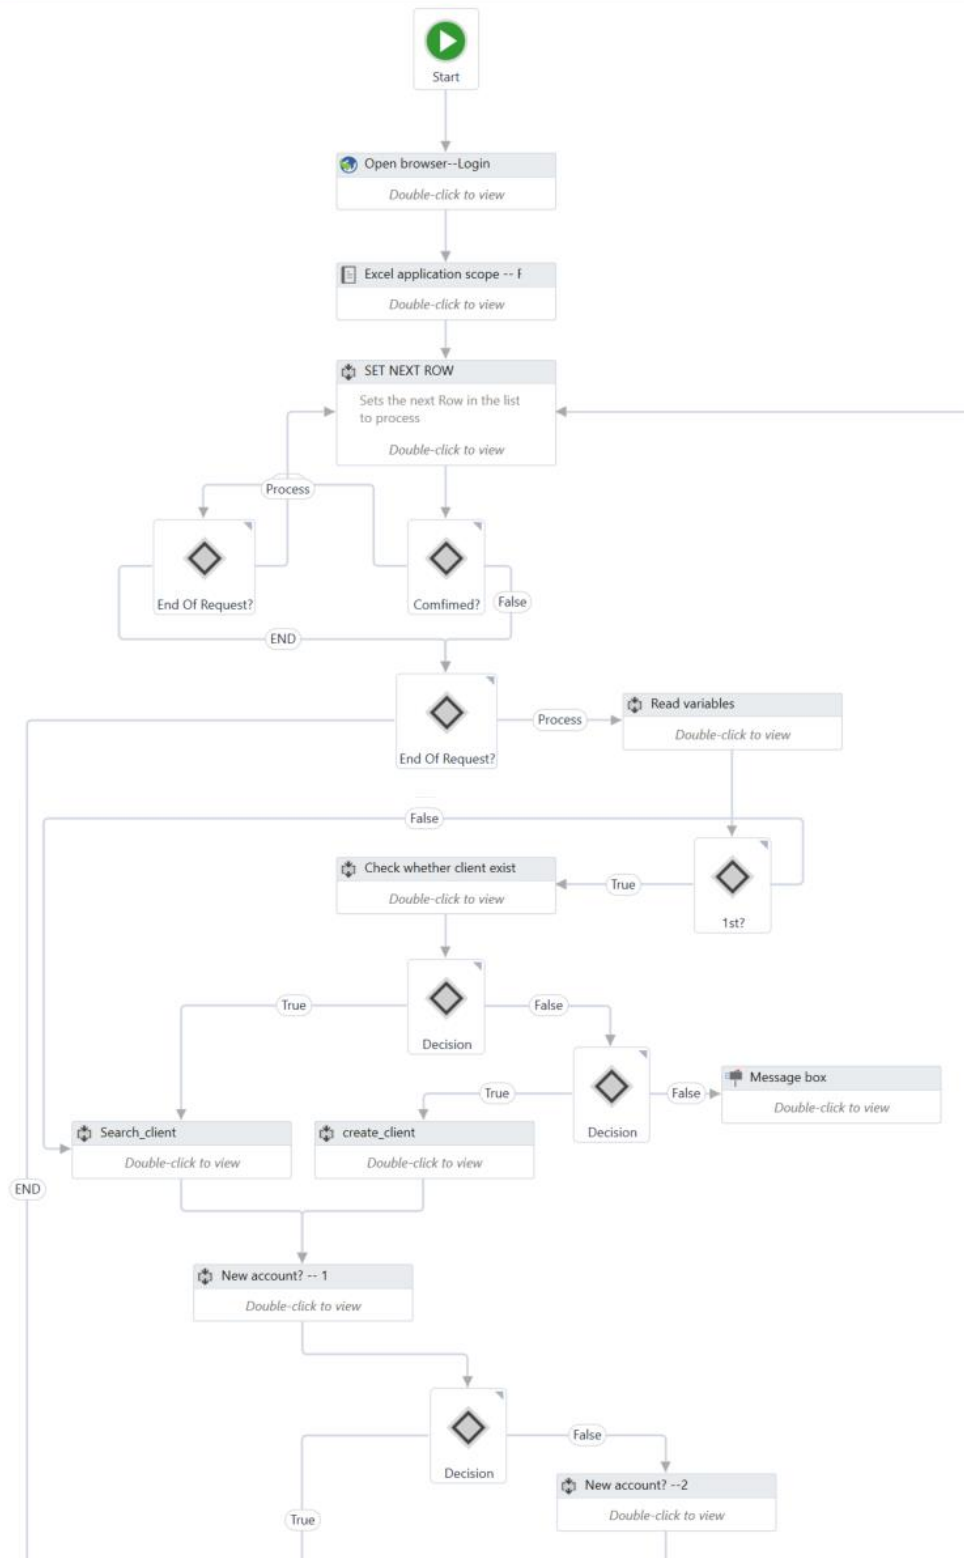 Start
Open browser--Login
Double-click to view
Excel application scope -- F
Double-click to view
SET NEXT ROW
Sets the next Row in the list
to process
Double-click to view
Process
End Of Request?
Comfimed?
False
END
End Of Request?
Process
Read variables
Double-click to view
False
Check whether client exist
Double-click to view
True
1st?
True
Decision
False
True
Decision
False
Message box
Double-click to view
Search_client
Double-click to view
create_client
Double-click to view
END
New account? -- 1
Double-click to view
Decision
False
New account? --2
Double-click to view
True